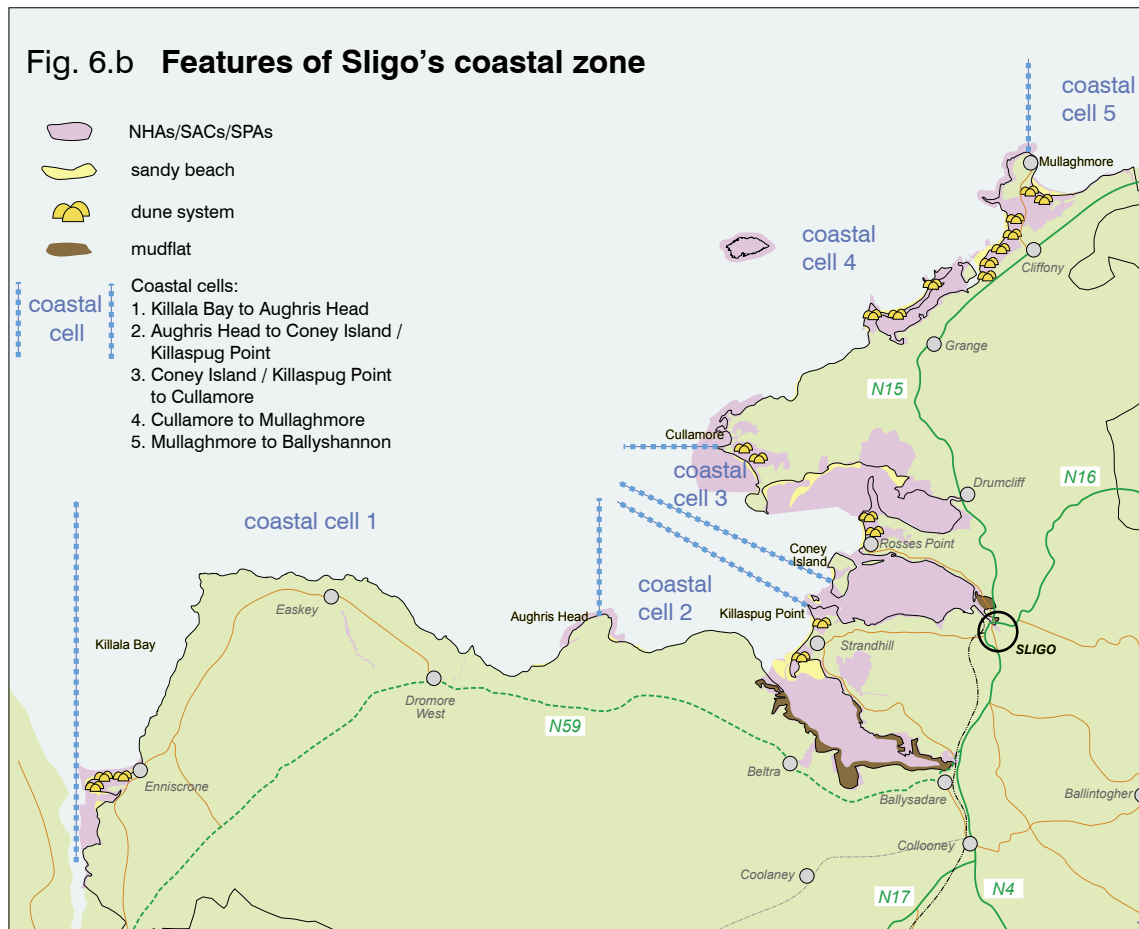 Fig. 6.b Features of Sligo's coastal zone
NHAs/SACs/SPAs
sandy beach
dune system
mudflat
coastal
cell
Coastal cells:
1. Killala Bay to Aughris Head
2. Aughris Head to Coney Island /
Killaspug Point
3. Coney Island / Killaspug Point
to Cullamore
4. Cullamore to Mullaghmore
5. Mullaghmore to Ballyshannon
coastal
cell 5
Mullaghmore
coastal
cell 4
Cliffony
Grange
N15
Cullamore
coastal
cell 3
N16
Drumcliff
coastal cell 1
Rosses Point
Coney
Island
coastal
cell 2
Easkey
Aughris Head
Killaspug Point
Killala Bay
Strandhill
SLIGO
Dromore
West
N59
Beltra
Enniscrone
Ballysadare
Ballintogher
Collooney
Coolaney
N17
N4